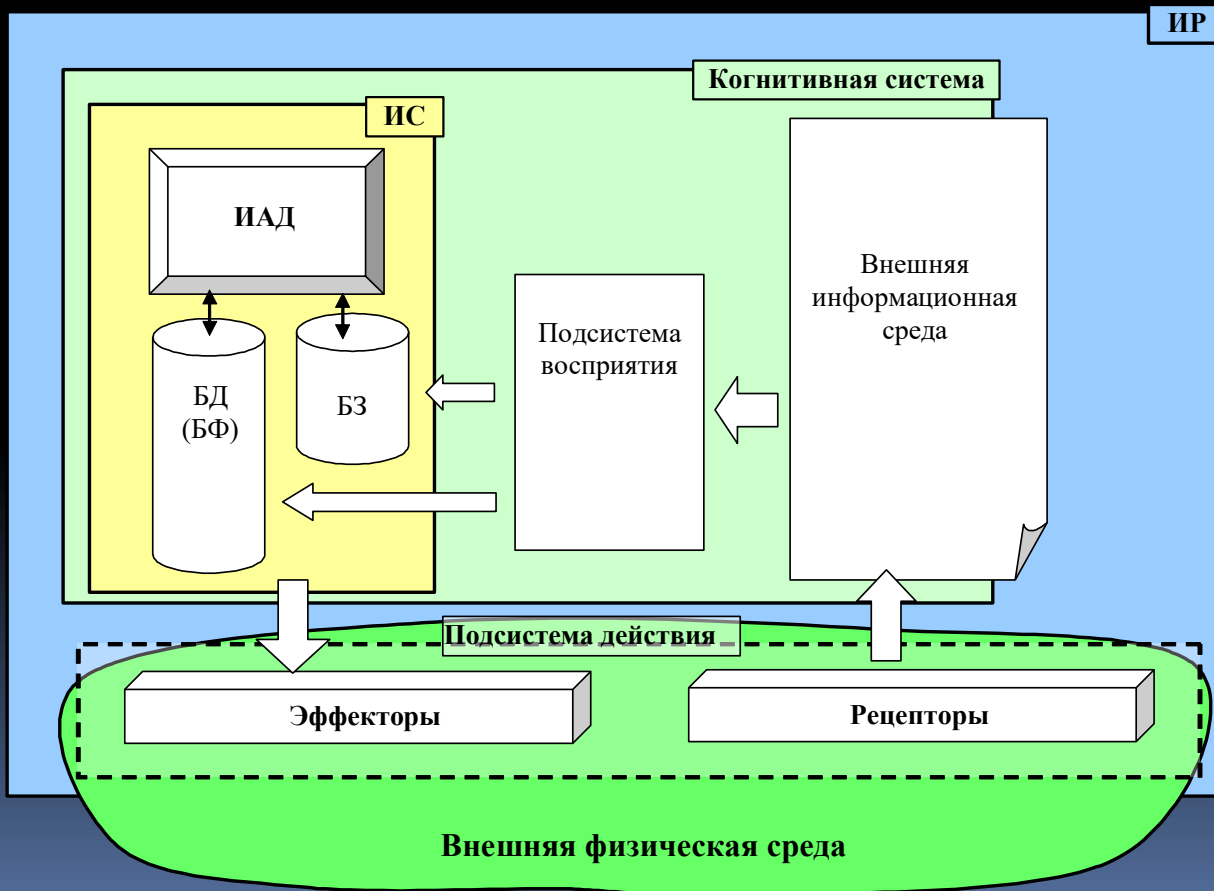 ИР
Когнитивная система
ИС
ИАД
Внешняя
информационная
среда
Подсистема
восприятия
БД
(БФ)
БЗ
Подсистема действия
Эффекторы
Рецепторы
Внешняя физическая среда